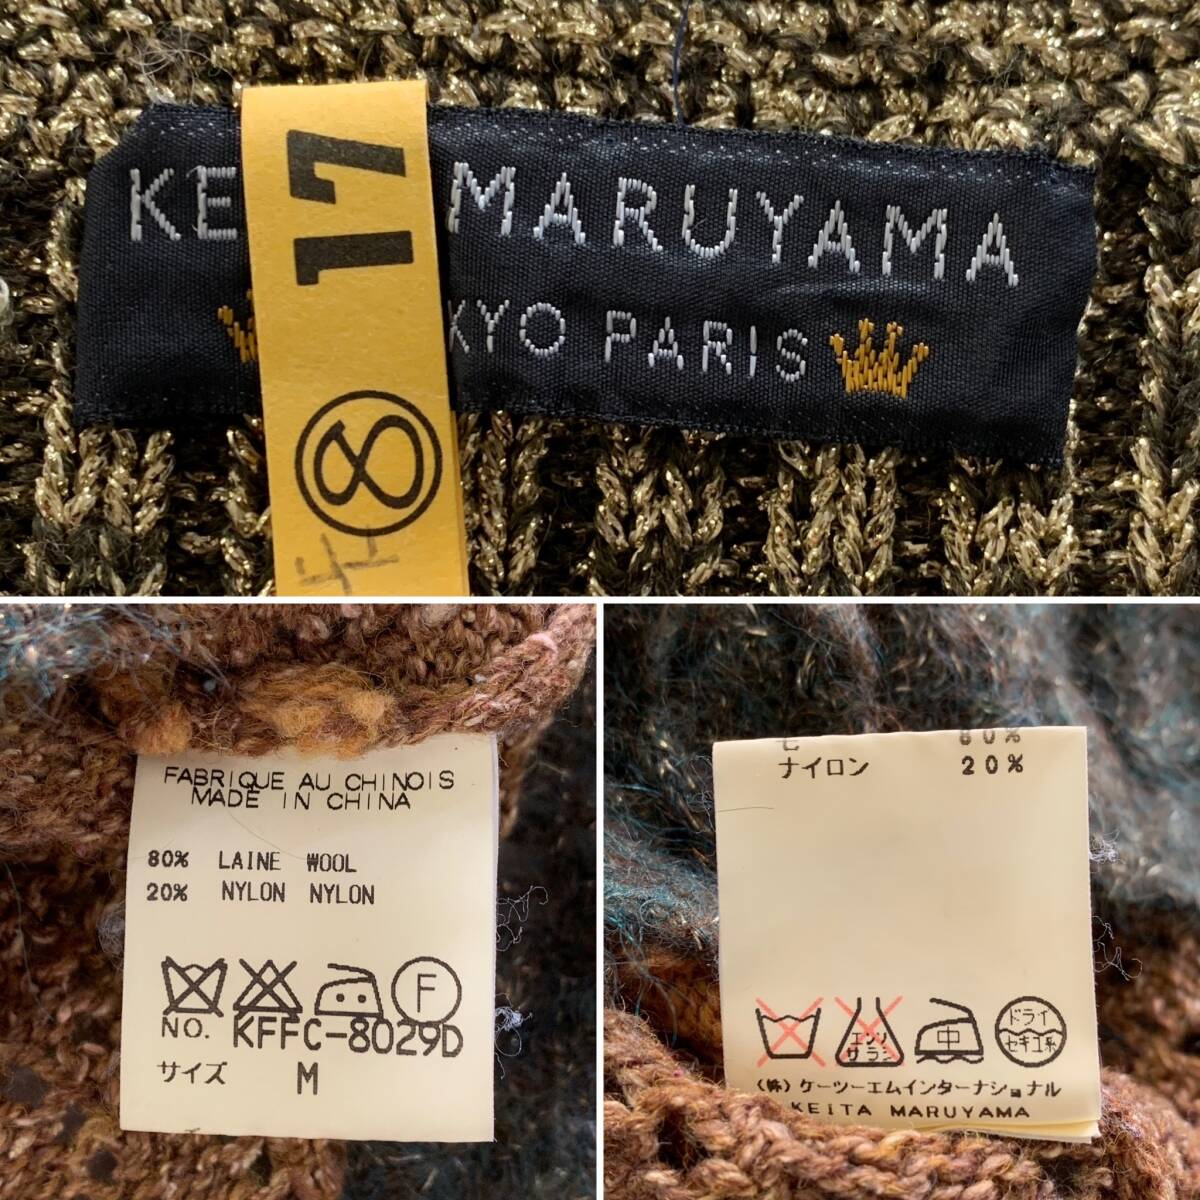 KE MARUYAMA
KYO PARIS
17
⑧
FABRIQUE AU CHINOIS
MADE IN CHINA
80% LAINE WOOL
20% NYLON NYLON
F
NO. KFFC-8029D
サイズ M
80%
ナイロン 20%
エンソ
サラシ
中
ドライ
セキユ系
(株)ケーツーエムインターナショナル
KEITA MARUYAMA